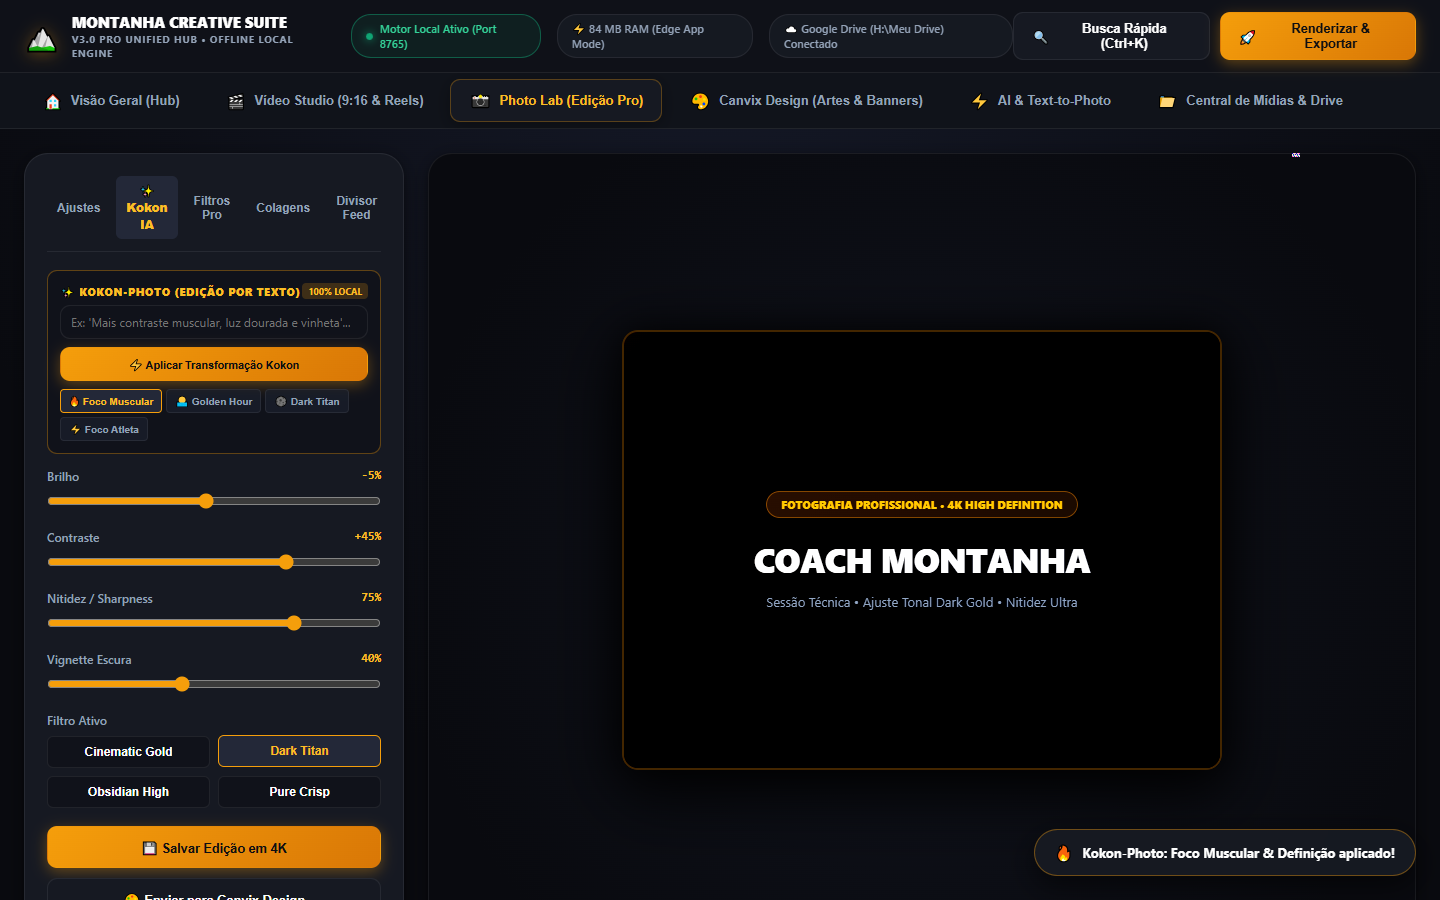 MONTANHA CREATIVE SUITE
V3.0 PRO UNIFIED HUB • OFFLINE LOCAL
ENGINE
Motor Local Ativo (Port
8765)
84 MB RAM (Edge App
Mode)
Google Drive (H:\Meu Drive)
Conectado
Busca Rápida
(Ctrl+K)
Renderizar &
Exportar
Visão Geral (Hub)
Vídeo Studio (9:16 & Reels)
Photo Lab (Edição Pro)
Canvix Design (Artes & Banners)
AI & Text-to-Photo
Central de Mídias & Drive
Ajustes
Kokon
IA
Filtros
Pro
Colagens
Divisor
Feed
KOKON-PHOTO (EDIÇÃO POR TEXTO)
100% LOCAL
Ex: 'Mais contraste muscular, luz dourada e vinheta'...
Aplicar Transformação Kokon
Foco Muscular
Golden Hour
Dark Titan
Foco Atleta
Brilho
-5%
Contraste
+45%
Nitidez / Sharpness
75%
Vignette Escura
40%
Filtro Ativo
Cinematic Gold
Dark Titan
Obsidian High
Pure Crisp
Salvar Edição em 4K
Enviar para Canvix Design
FOTOGRAFIA PROFISSIONAL • 4K HIGH DEFINITION
COACH MONTANHA
Sessão Técnica • Ajuste Tonal Dark Gold • Nitidez Ultra
Kokon-Photo: Foco Muscular & Definição aplicado!